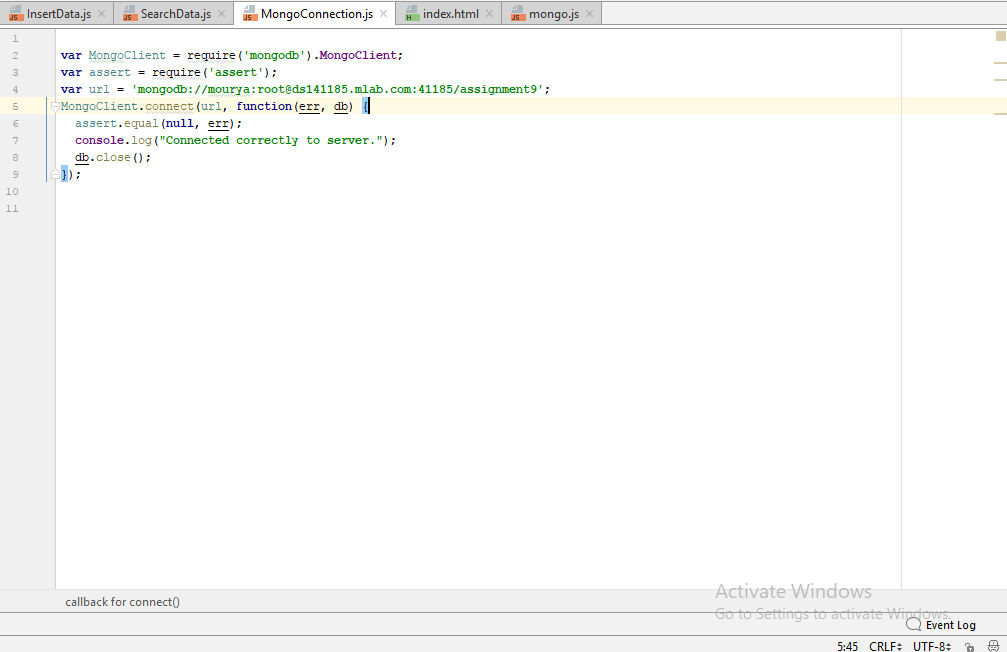 InsertData.js SearchData.js MongoConnection.js index.html mongo.js
1
2 var MongoClient = require('mongodb').MongoClient;
3 var assert = require('assert');
4 var url = 'mongodb://mourya:root@ds141185.mlab.com:41185/assignment9';
5 MongoClient.connect(url, function(err, db) {
6 assert.equal(null, err);
7 console.log("Connected correctly to server.");
8 db.close();
9 });
10
11
Activate Windows
callback for connect()
Go to Settings to activate Windows.
Event Log
5:45 CRLF UTF-8